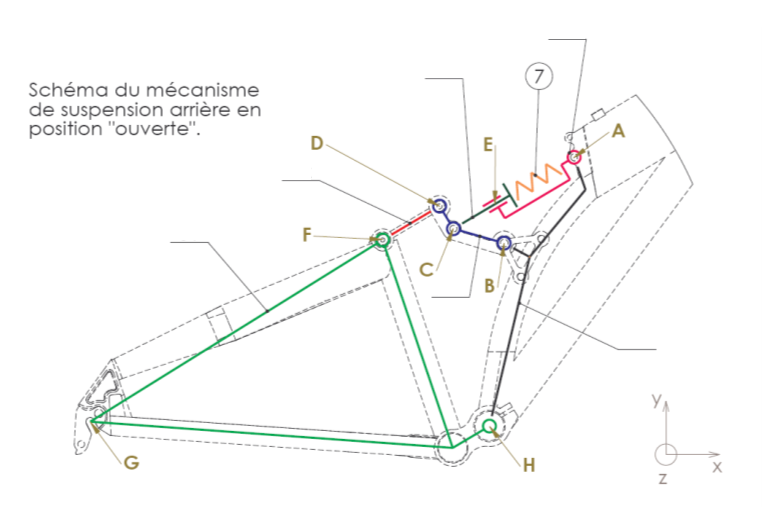 Schéma du mécanisme
de suspension arrière en
position "ouverte".
7
A
D
E
F
C
B
G
H
y
x
z